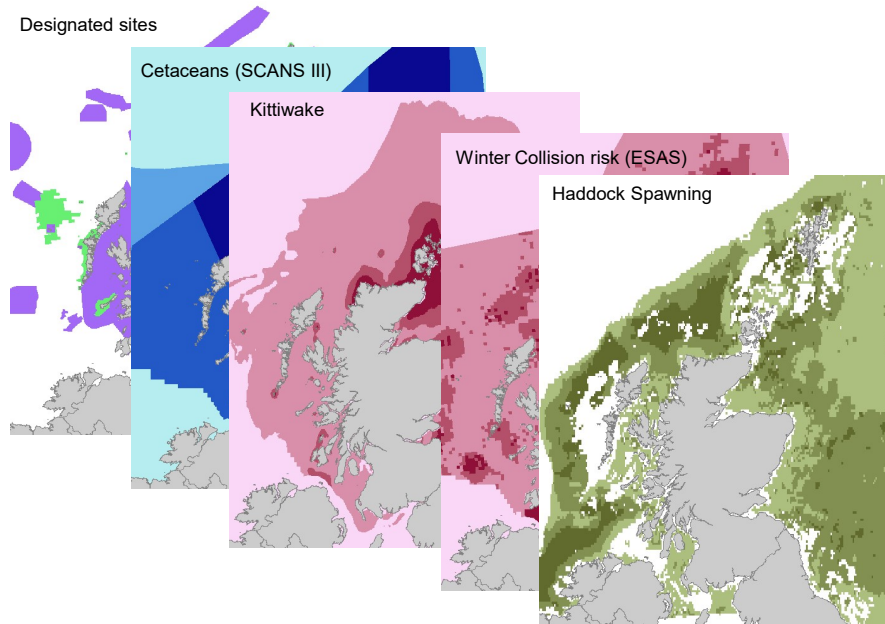 Designated sites
Cetaceans (SCANS III)
Kittiwake
Winter Collision risk (ESAS)
Haddock Spawning